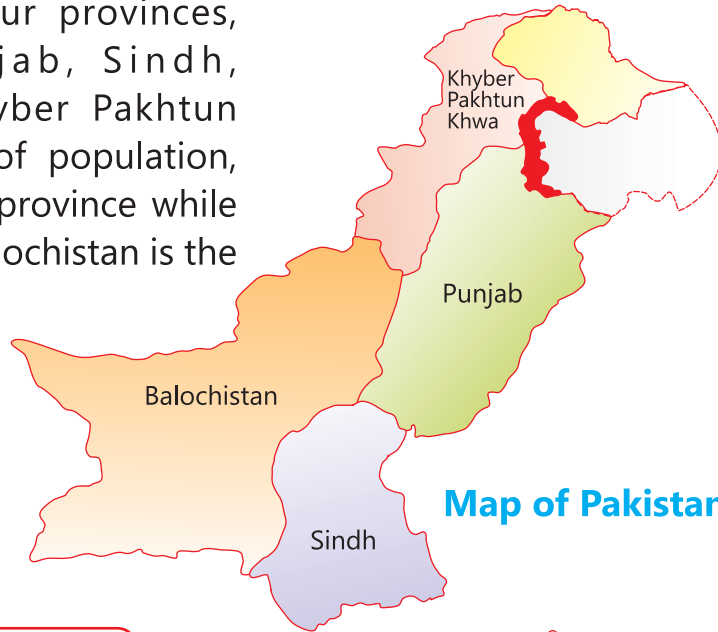 ur provinces,
jab, Sindh,
yber Pakhtun
of population,
province while
lochistan is the
Khyber
Pakhtun
Khwa
Punjab
Balochistan
Map of Pakistan
Sindh